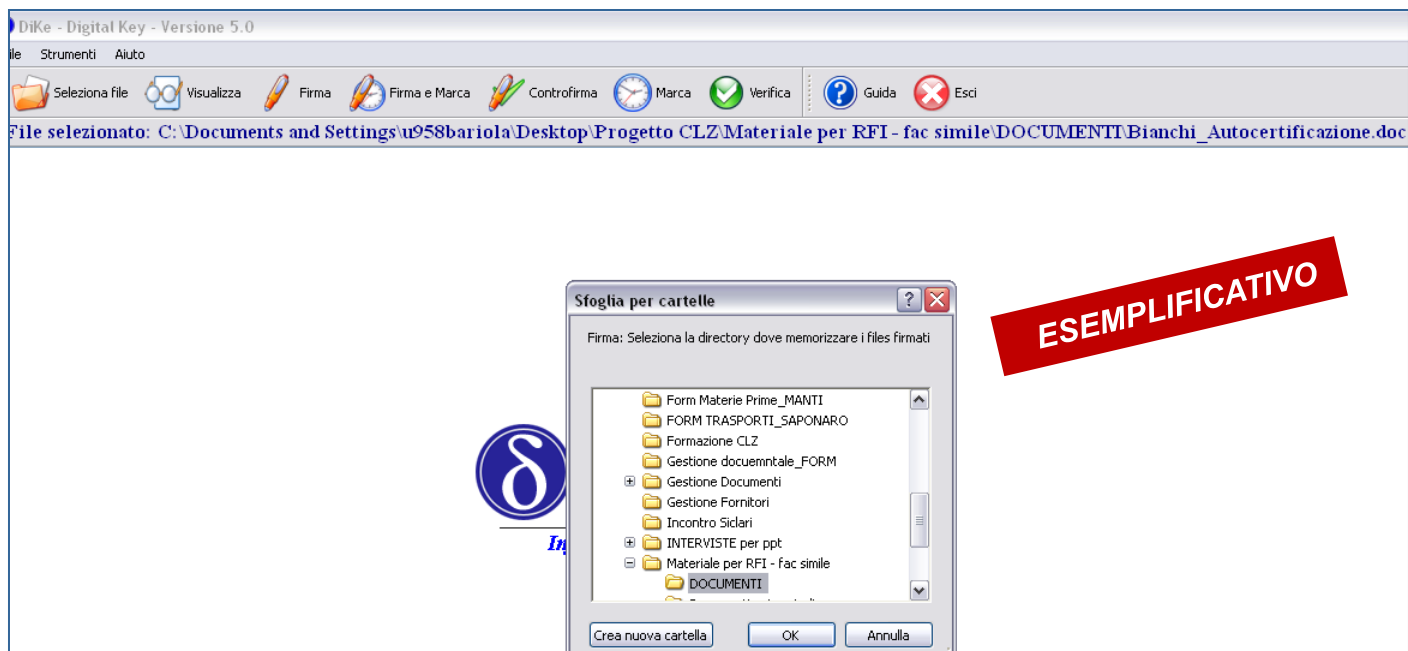 DiKe - Digital Key - Versione 5.0
ile Strumenti Aiuto
Seleziona file Visualizza Firma Firma e Marca Controfirma Marca Verifica Guida Esci
File selezionato: C:\Documents and Settings\u958bariola\Desktop\Progetto CLZ\Materiale per RFI - fac simile\DOCUMENTI\Bianchi_Autocertificazione.doc
ESEMPLIFICATIVO
Sfoglia per cartelle
Firma: Seleziona la directory dove memorizzare i files firmati
Form Materie Prime_MANTI
FORM TRASPORTI_SAPONARO
Formazione CLZ
Gestione docuemntale_FORM
Gestione Documenti
Gestione Fornitori
Incontro Siclari
INTERVISTE per ppt
Materiale per RFI - fac simile
DOCUMENTI
δ
In
Crea nuova cartella OK Annulla